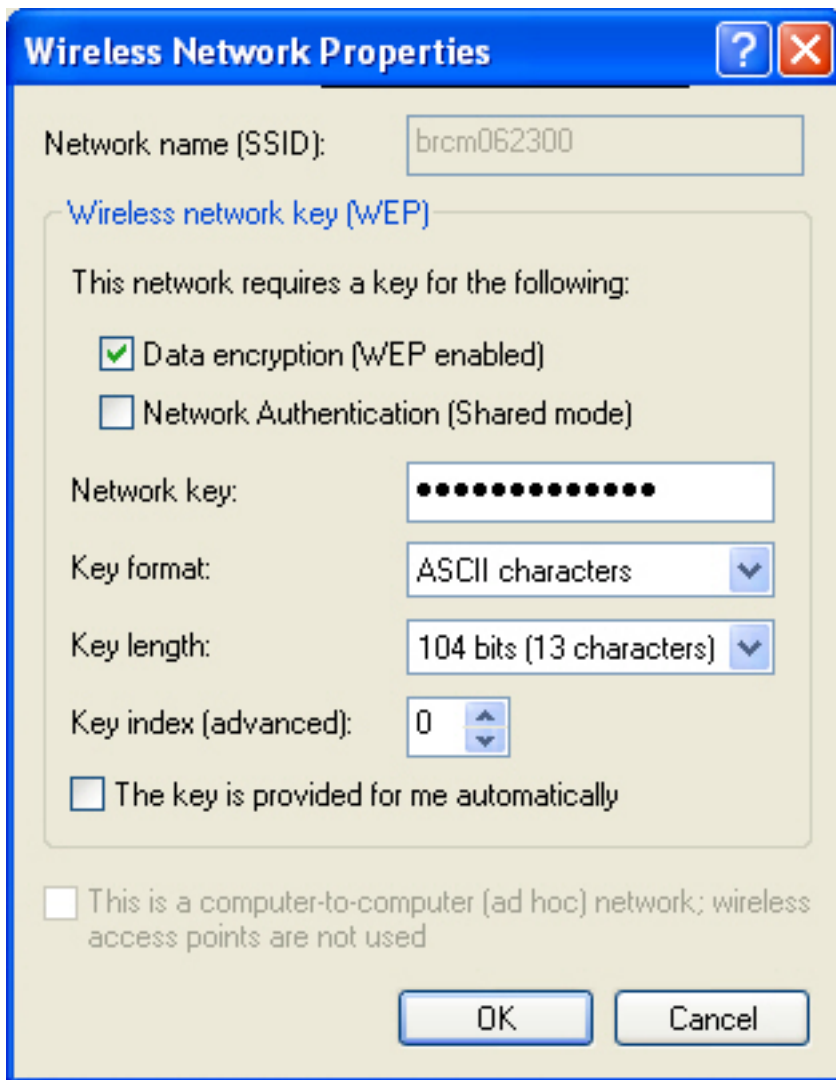 Wireless Network Properties
Network name (SSID): brcm062300
Wireless network key (WEP)
This network requires a key for the following:
Data encryption (WEP enabled)
Network Authentication (Shared mode)
Network key: •••••••••••••
Key format: ASCII characters
Key length: 104 bits (13 characters)
Key index (advanced): 0
The key is provided for me automatically
This is a computer-to-computer (ad hoc) network; wireless
access points are not used
OK Cancel